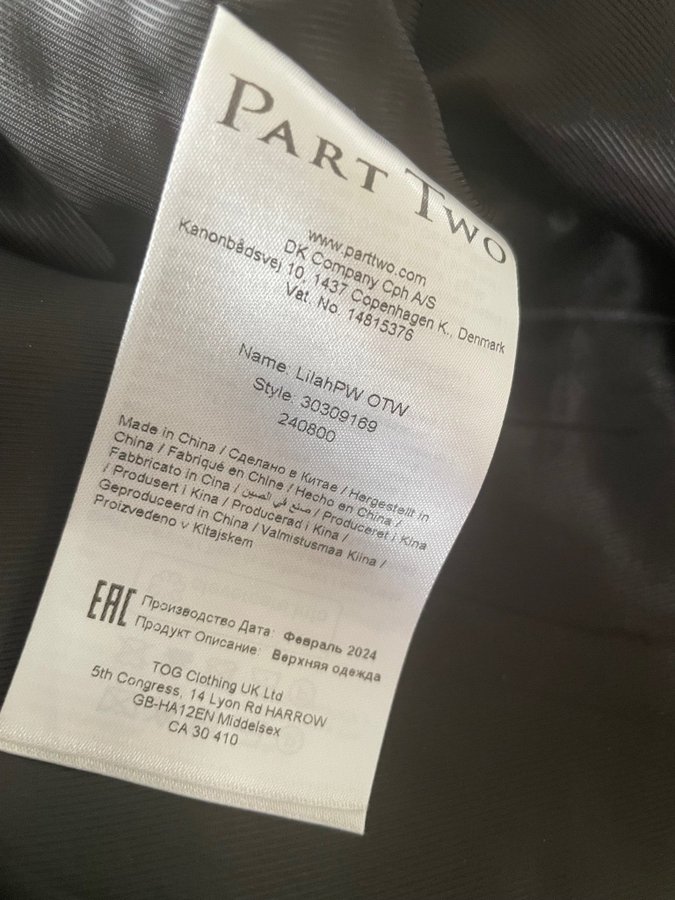 PART TWO
www.parttwo.com
DK Company Cph A/S
Kanonbådsvej 10, 1437 Copenhagen K., Denmark
Vat. No. 14815376
Name: LilahPW OTW
Style: 30309169
240800
Made in China / Сделано в Китае / Hergestellt in
China / Fabriqué en Chine / Hecho en China /
Fabbricato in Cina / صنع في الصين / Produceret i Kina
/ Produsert i Kina / Producerad i Kina /
Geproduceerd in China / Valmistusmaa Kiina /
Proizvedeno v Kitajskem
EAC Производство Дата: Февраль 2024
Продукт Описание: Верхняя одежда
TOG Clothing UK Ltd
5th Congress, 14 Lyon Rd HARROW
GB-HA12EN Middelsex
CA 30 410